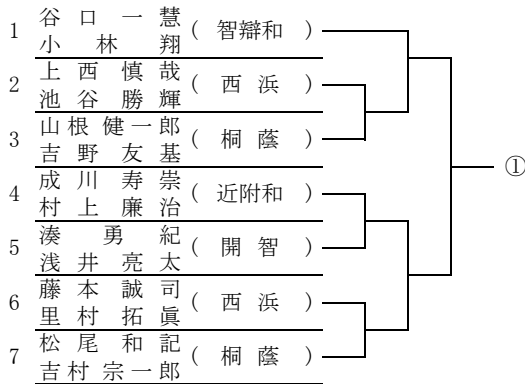 谷口一慧
1 (智辯和)
小林翔
上西慎哉
2 (西浜)
池谷勝輝
山根健一郎
3 (桐蔭)
吉野友基
成川寿崇
4 (近附和)
村上廉治
湊勇紀
5 (開智)
浅井亮太
藤本誠司
6 (西浜)
里村拓眞
松尾和記
7 (桐蔭)
吉村宗一郎
①